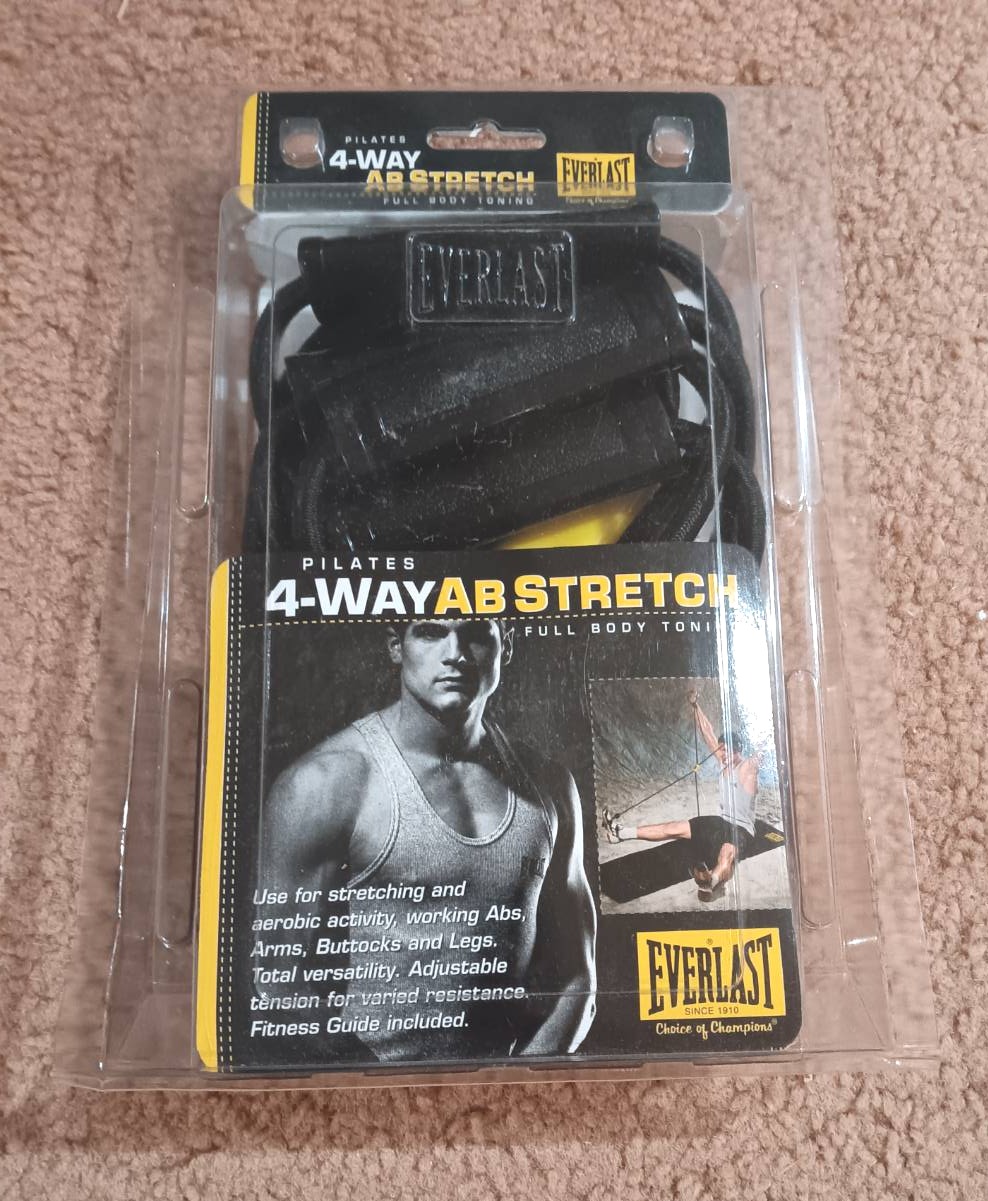 PILATES
4-WAY
AB STRETCH
FULL BODY TONING
EVERLAST
Choice of Champions
EVERLAST
PILATES
4-WAY AB STRETCH
FULL BODY TONI
Use for stretching and
aerobic activity, working Abs,
Arms, Buttocks and Legs.
Total versatility. Adjustable
tension for varied resistance.
Fitness Guide included.
EVERLAST®
SINCE 1910
Choice of Champions®